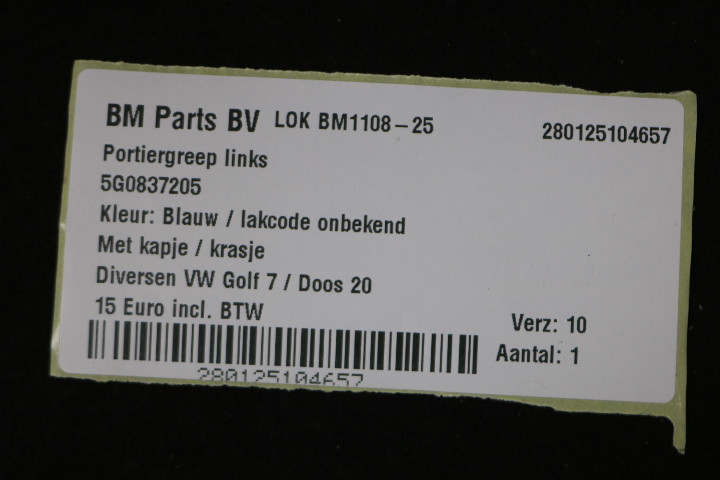 BM Parts BV LOK BM1108-25 280125104657
Portiergreep links
5G0837205
Kleur: Blauw / lakcode onbekend
Met kapje / krasje
Diversen VW Golf 7 / Doos 20
15 Euro incl. BTW
Verz: 10
Aantal: 1
280125104657